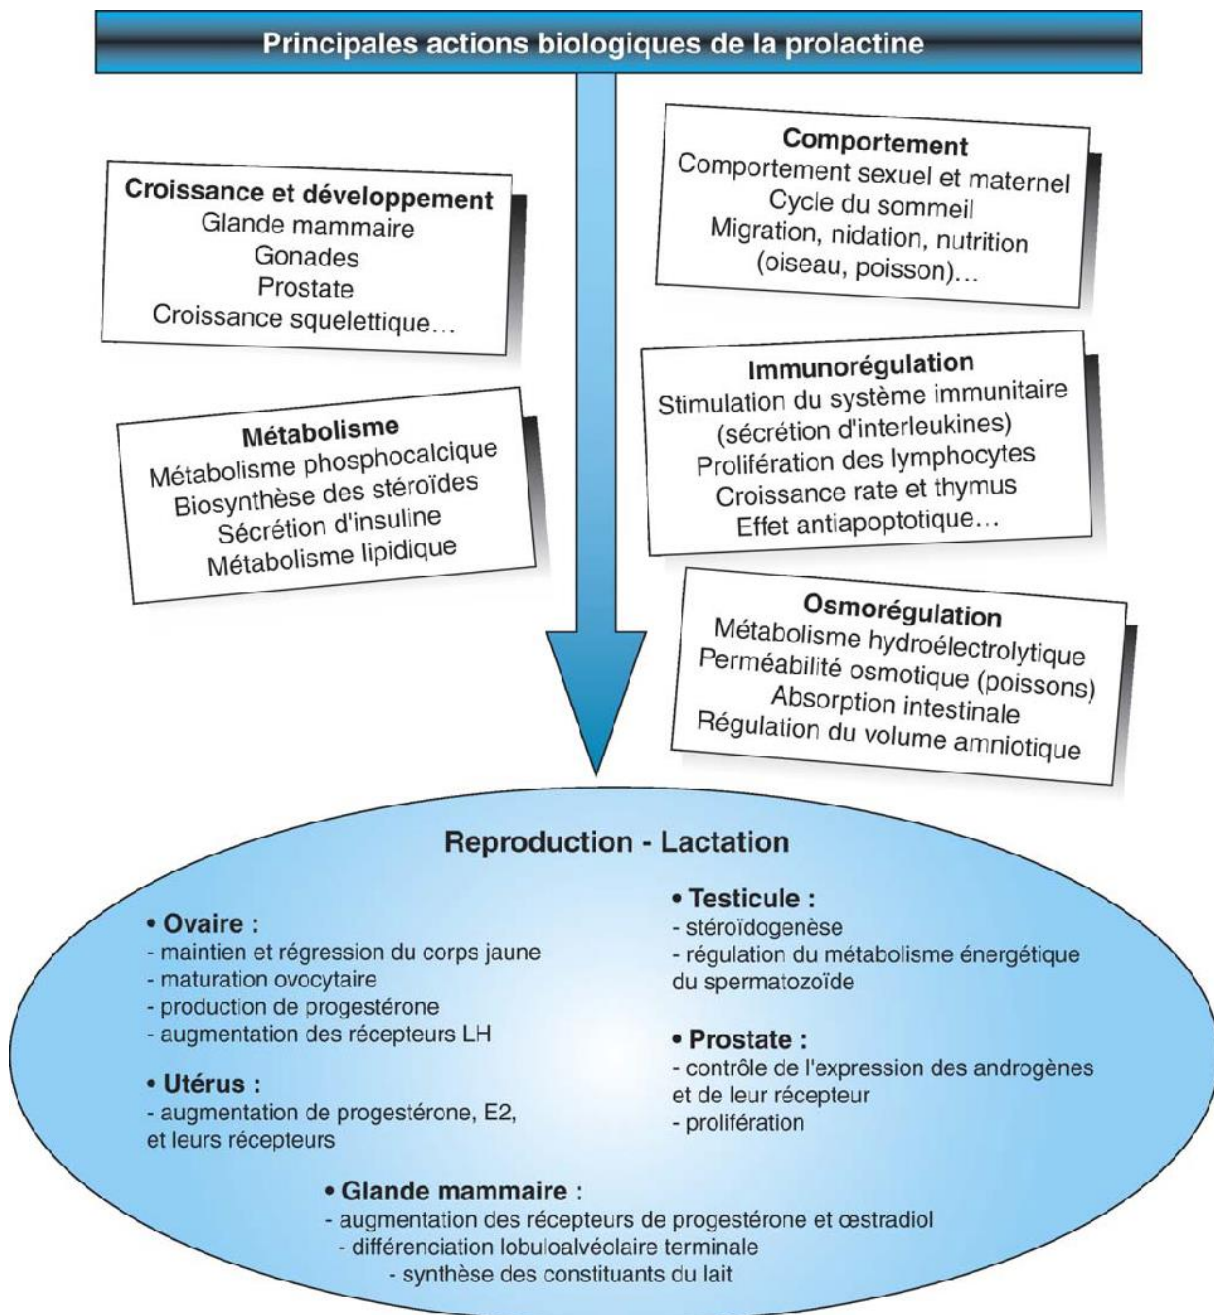 Principales actions biologiques de la prolactine
Croissance et développement
Glande mammaire
Gonades
Prostate
Croissance squelettique…
Métabolisme
Métabolisme phosphocalcique
Biosynthèse des stéroïdes
Sécrétion d'insuline
Métabolisme lipidique
Comportement
Comportement sexuel et maternel
Cycle du sommeil
Migration, nidation, nutrition
(oiseau, poisson)…
Immunorégulation
Stimulation du système immunitaire
(sécrétion d'interleukines)
Prolifération des lymphocytes
Croissance rate et thymus
Effet antiapoptotique…
Osmorégulation
Métabolisme hydroélectrolytique
Perméabilité osmotique (poissons)
Absorption intestinale
Régulation du volume amniotique
Reproduction - Lactation
• Ovaire :
- maintien et régression du corps jaune
- maturation ovocytaire
- production de progestérone
- augmentation des récepteurs LH
• Utérus :
- augmentation de progestérone, E2,
et leurs récepteurs
• Testicule :
- stéroïdogenèse
- régulation du métabolisme énergétique
du spermatozoïde
• Prostate :
- contrôle de l'expression des androgènes
et de leur récepteur
- prolifération
• Glande mammaire :
- augmentation des récepteurs de progestérone et œstradiol
- différenciation lobuloalvéolaire terminale
- synthèse des constituants du lait